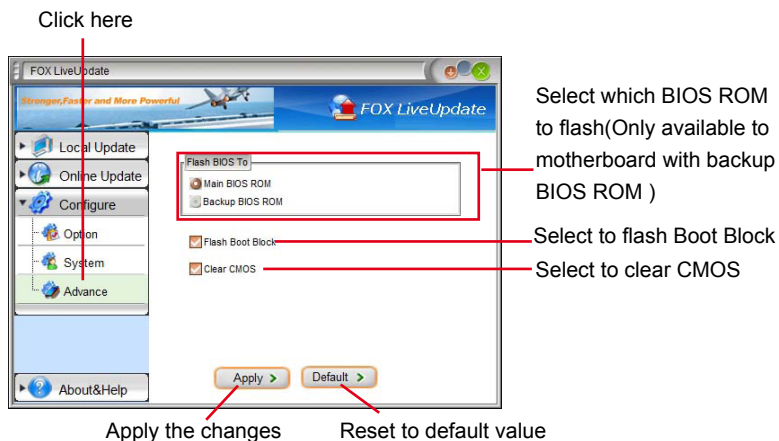 Click here
FOX LiveUpdate
Stronger,Faster and More Powerful
FOX LiveUpdate
Local Update
Online Update
Configure
Option
System
Advance
About&Help
Flash BIOS To
Main BIOS ROM
Backup BIOS ROM
Flash Boot Block
Clear CMOS
Apply
Default
Select which BIOS ROM
to flash(Only available to
motherboard with backup
BIOS ROM )
Select to flash Boot Block
Select to clear CMOS
Apply the changes
Reset to default value